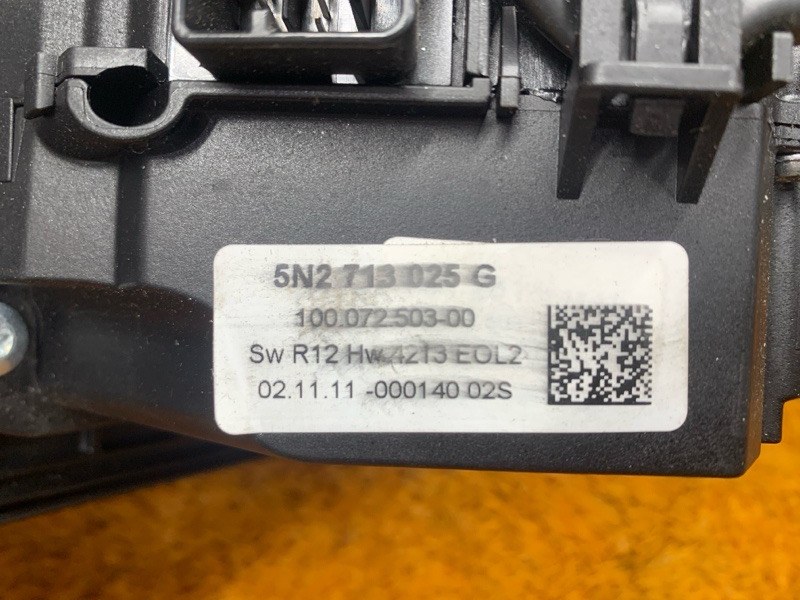 5N2 713 025 G
100.072.503-00
Sw R12 Hw 4213 EOL2
02.11.11 -000140 02S